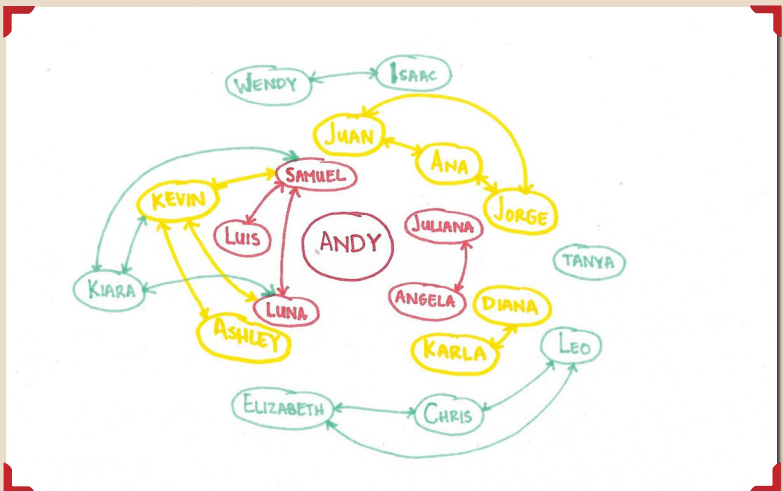 WENDY
ISAAC
JUAN
ANA
SAMUEL
KEVIN
JORGE
JULIANA
LUIS
ANDY
TANYA
KIARA
ANGELA
DIANA
LUNA
ASHLEY
KARLA
LEO
ELIZABETH
CHRIS